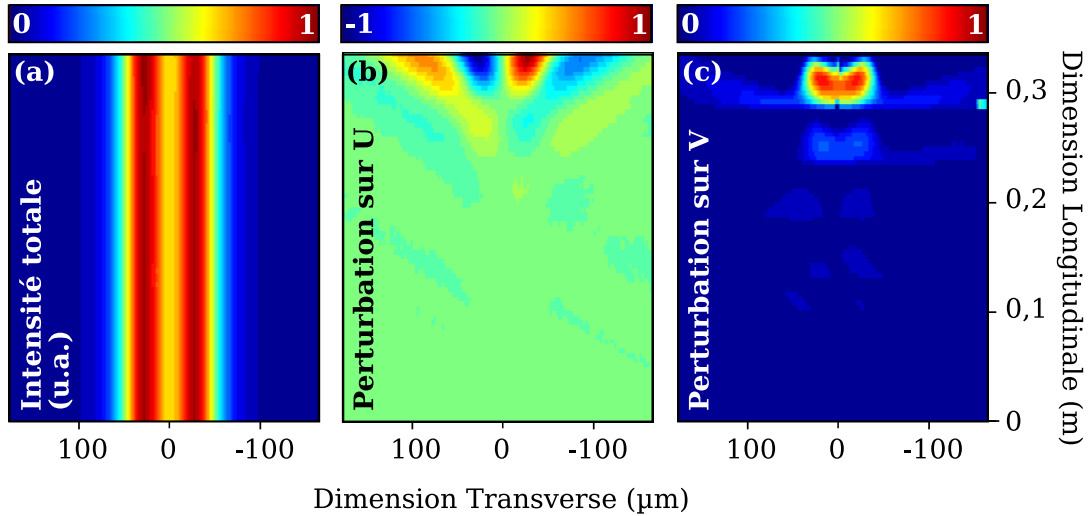 0 1
-1 1
0 1
(a)
(b)
(c)
Intensité totale
(u.a.)
Perturbation sur U
Perturbation sur V
0,3
0,2
0,1
0
Dimension Longitudinale (m)
100 0 -100
100 0 -100
100 0 -100
Dimension Transverse (µm)